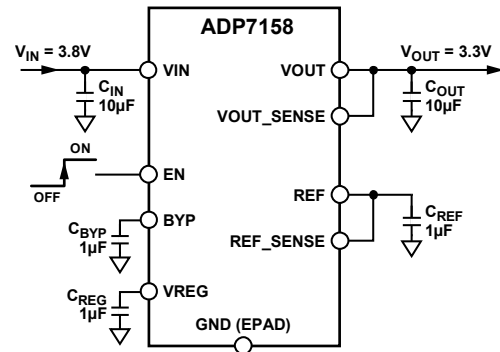 ADP7158
VIN = 3.8V
VIN
CIN
10µF
ON
OFF
EN
CBYP
1µF
BYP
CREG
1µF
VREG
GND (EPAD)
VOUT
VOUT = 3.3V
COUT
10µF
VOUT_SENSE
REF
CREF
1µF
REF_SENSE